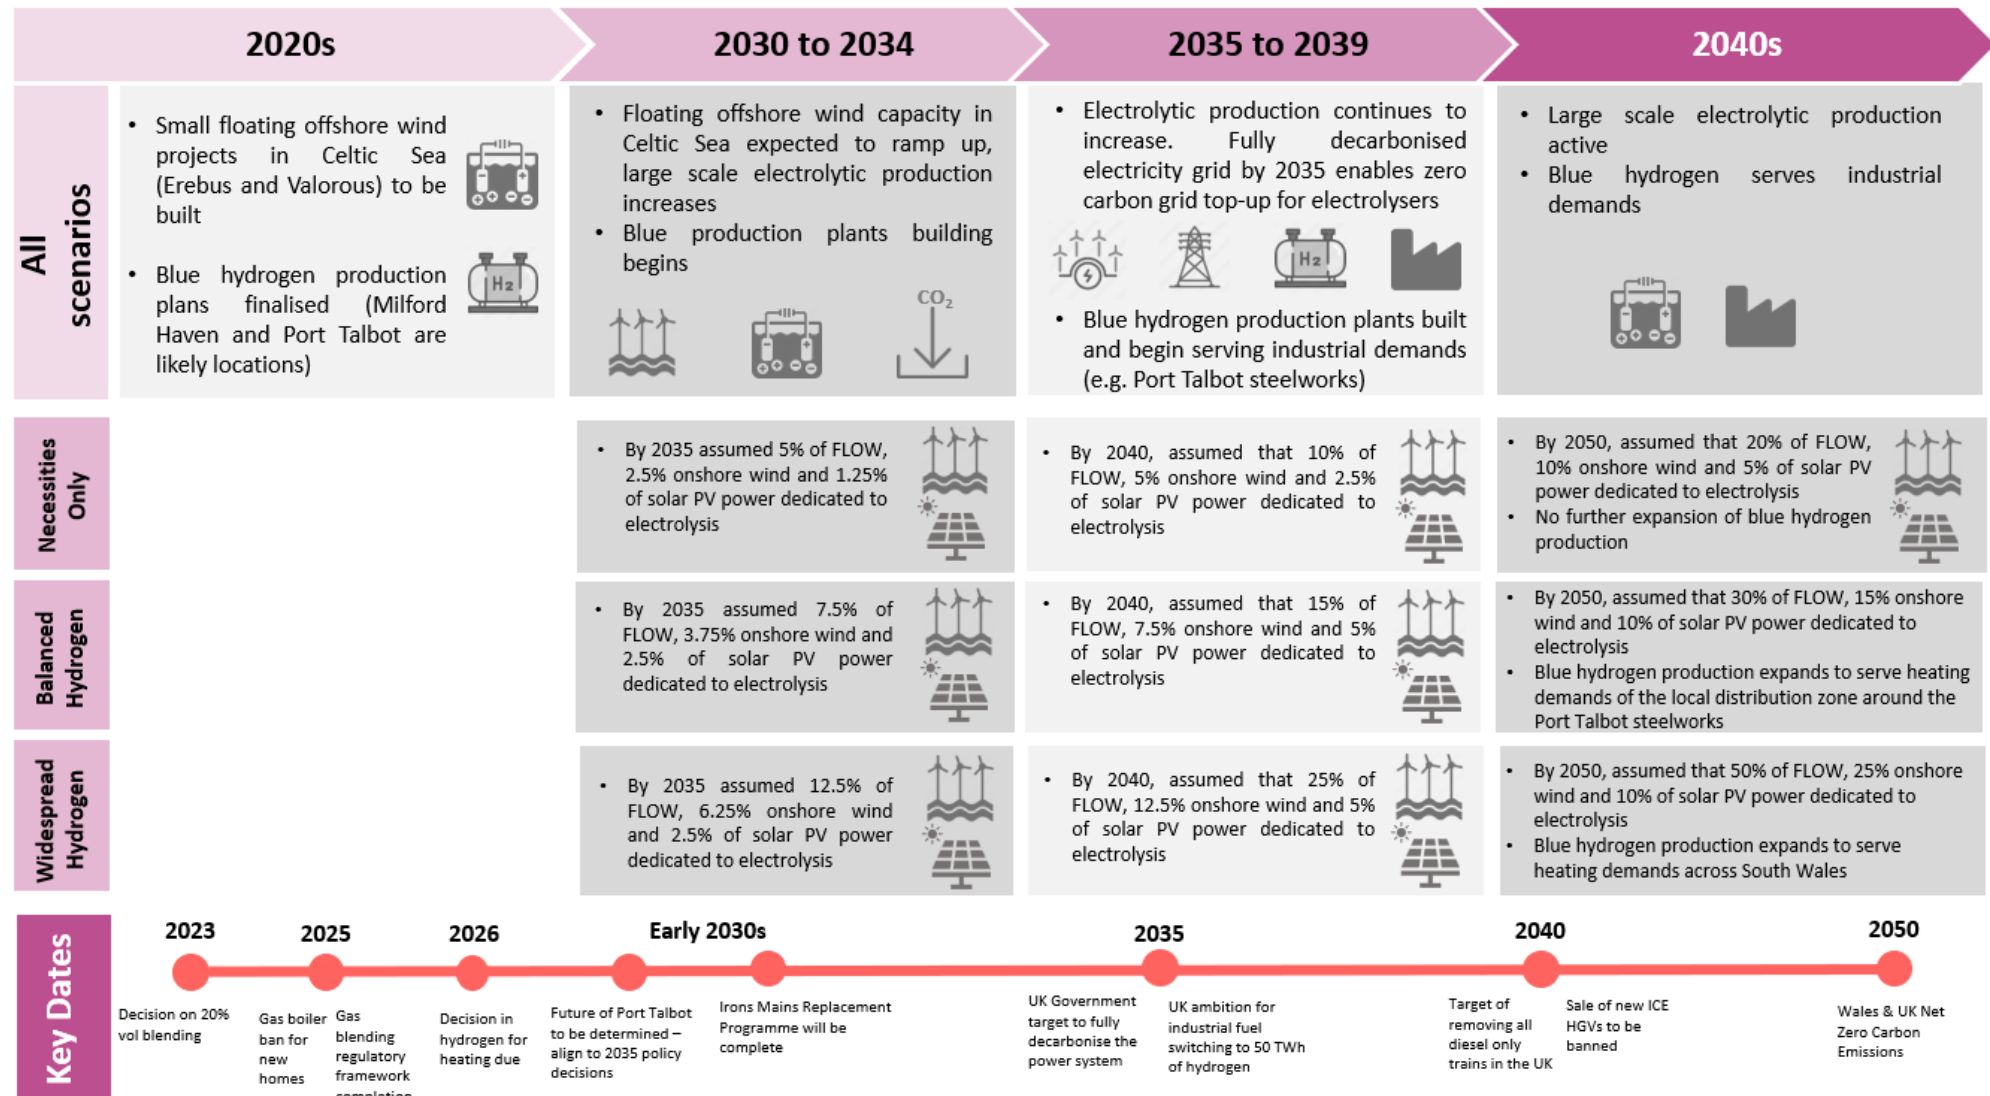 2020s
2030 to 2034
2035 to 2039
2040s
All
scenarios
• Small floating offshore wind
projects in Celtic Sea
(Erebus and Valorous) to be
built
• Blue hydrogen production
plans finalised (Milford
Haven and Port Talbot are
likely locations)
H2
• Floating offshore wind capacity in
Celtic Sea expected to ramp up,
large scale electrolytic production
increases
• Blue production plants building
begins
CO2
• Electrolytic production continues to
increase. Fully decarbonised
electricity grid by 2035 enables zero
carbon grid top-up for electrolysers
H2
• Blue hydrogen production plants built
and begin serving industrial demands
(e.g. Port Talbot steelworks)
• Large scale electrolytic production
active
• Blue hydrogen serves industrial
demands
Necessities
Only
• By 2035 assumed 5% of FLOW,
2.5% onshore wind and 1.25%
of solar PV power dedicated to
electrolysis
• By 2040, assumed that 10% of
FLOW, 5% onshore wind and 2.5%
of solar PV power dedicated to
electrolysis
• By 2050, assumed that 20% of FLOW,
10% onshore wind and 5% of solar PV
power dedicated to electrolysis
• No further expansion of blue hydrogen
production
Balanced
Hydrogen
• By 2035 assumed 7.5% of
FLOW, 3.75% onshore wind and
2.5% of solar PV power
dedicated to electrolysis
• By 2040, assumed that 15% of
FLOW, 7.5% onshore wind and 5%
of solar PV power dedicated to
electrolysis
• By 2050, assumed that 30% of FLOW, 15% onshore
wind and 10% of solar PV power dedicated to
electrolysis
• Blue hydrogen production expands to serve heating
demands of the local distribution zone around the
Port Talbot steelworks
Widespread
Hydrogen
• By 2035 assumed 12.5% of
FLOW, 6.25% onshore wind
and 2.5% of solar PV power
dedicated to electrolysis
• By 2040, assumed that 25% of
FLOW, 12.5% onshore wind and 5%
of solar PV power dedicated to
electrolysis
• By 2050, assumed that 50% of FLOW, 25% onshore
wind and 10% of solar PV power dedicated to
electrolysis
• Blue hydrogen production expands to serve
heating demands across South Wales
Key Dates
2023
Decision on 20%
vol blending
2025
Gas boiler
ban for
new
homes
Gas
blending
regulatory
framework
completion
2026
Decision in
hydrogen for
heating due
Early 2030s
Future of Port Talbot
to be determined –
align to 2035 policy
decisions
Irons Mains Replacement
Programme will be
complete
2035
UK Government
target to fully
decarbonise the
power system
UK ambition for
industrial fuel
switching to 50 TWh
of hydrogen
2040
Target of
removing all
diesel only
trains in the UK
Sale of new ICE
HGVs to be
banned
2050
Wales & UK Net
Zero Carbon
Emissions